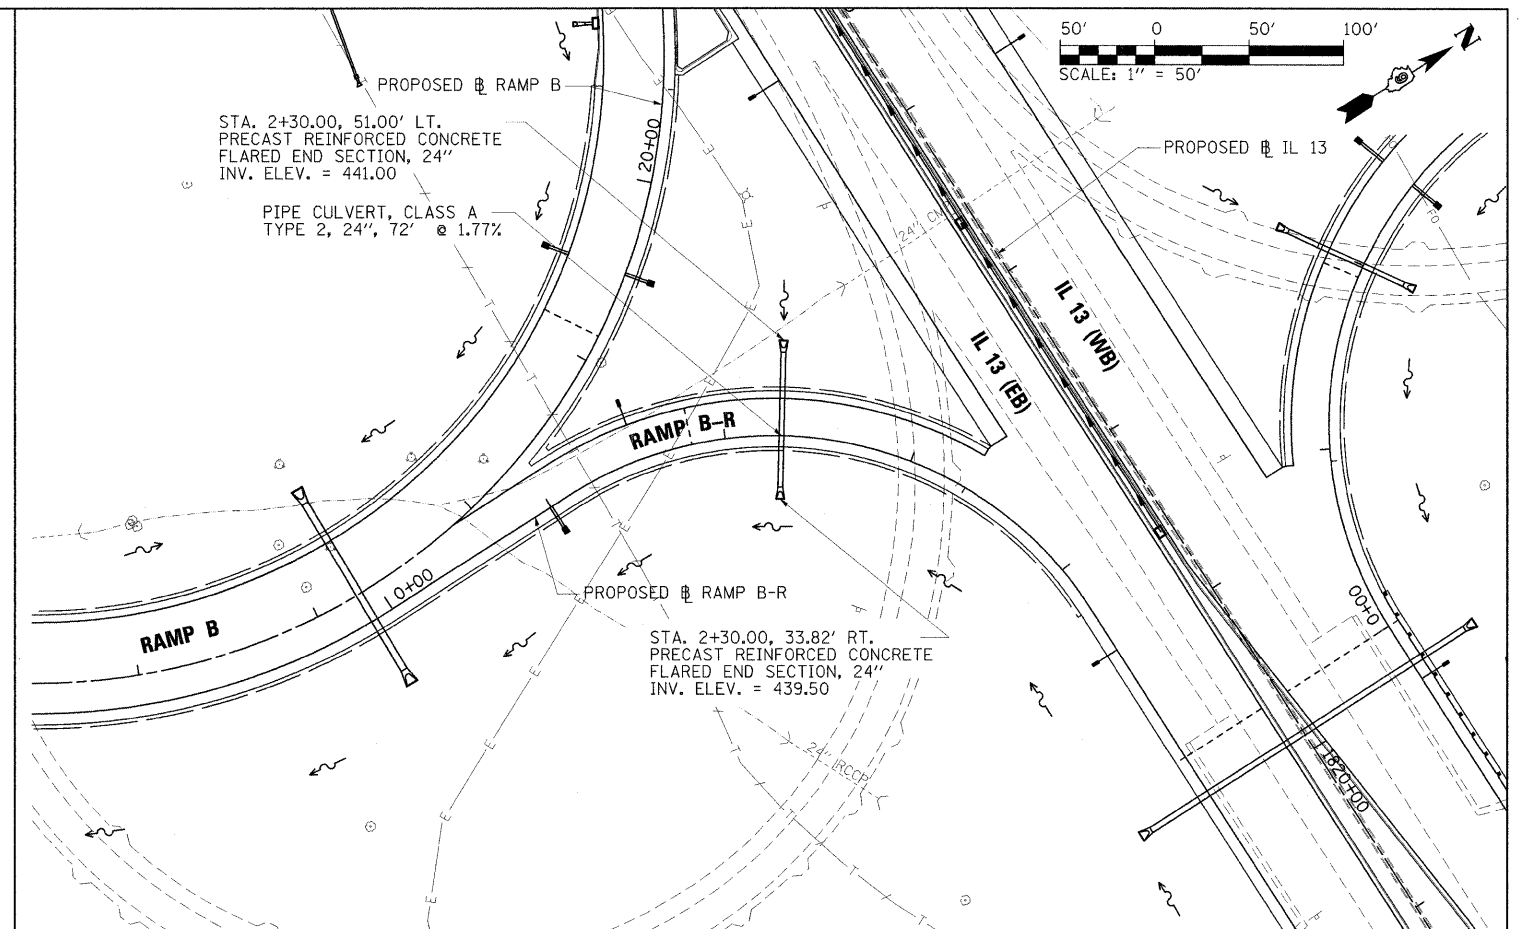 50' 0 50' 100'
SCALE: 1" = 50'
N
PROPOSED ℄ RAMP B
STA. 2+30.00, 51.00' LT.
PRECAST REINFORCED CONCRETE
FLARED END SECTION, 24"
INV. ELEV. = 441.00
PIPE CULVERT, CLASS A
TYPE 2, 24", 72' @ 1.77%
120+00
PROPOSED ℄ IL 13
24" CM
FO
IL 13 (WB)
IL 13 (EB)
RAMP B-R
RAMP B
10+00
PROPOSED ℄ RAMP B-R
STA. 2+30.00, 33.82' RT.
PRECAST REINFORCED CONCRETE
FLARED END SECTION, 24"
INV. ELEV. = 439.50
24" RCCP
0+00
1820+00
E
E
E
E
E
E
E
E
E
E
T
T
T
T
T
T
T